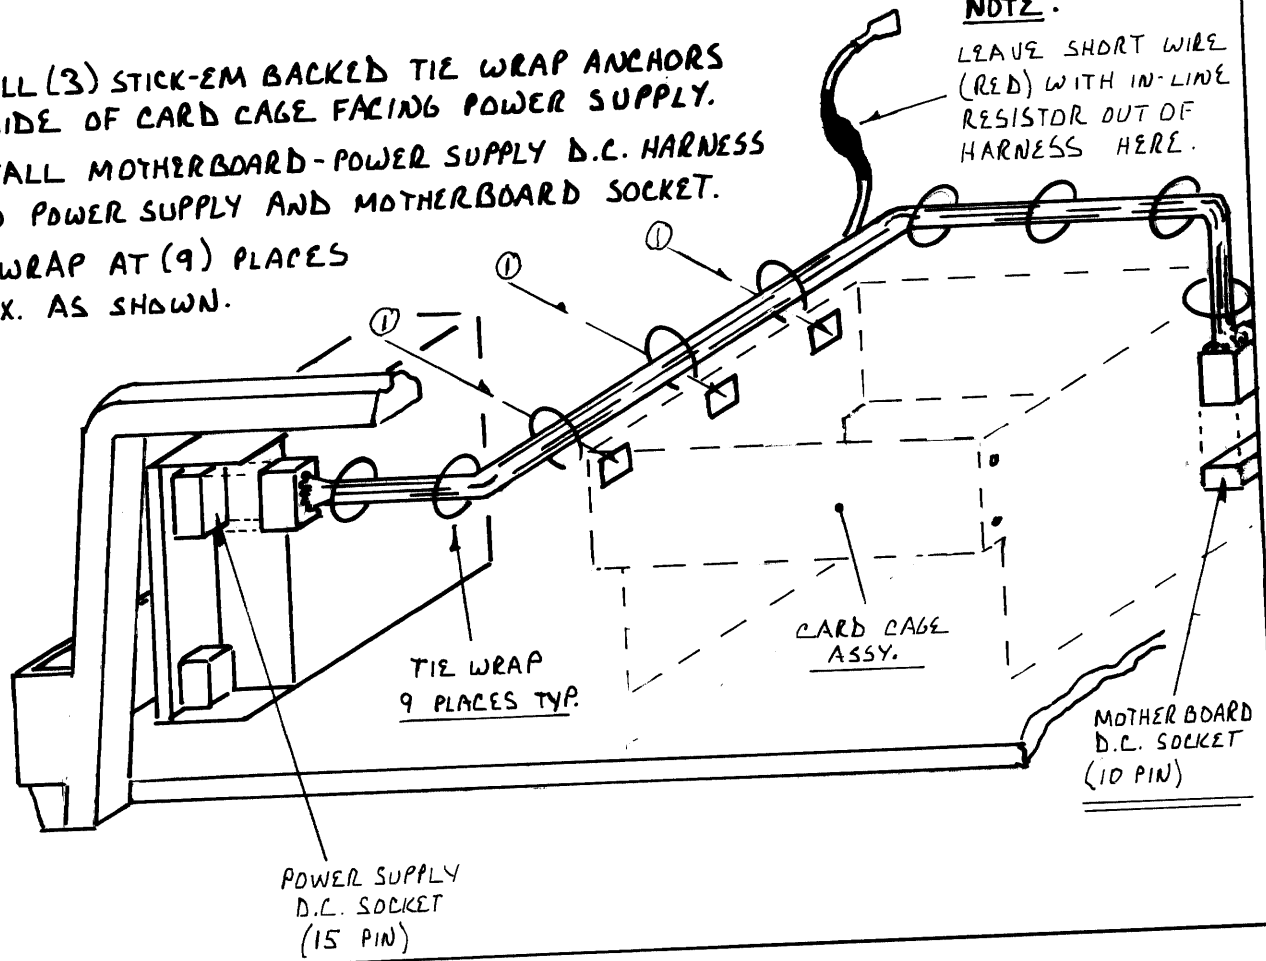 LL (3) STICK-EM BACKED TIE WRAP ANCHORS
IDE OF CARD CAGE FACING POWER SUPPLY.
TALL MOTHERBOARD-POWER SUPPLY D.C. HARNESS
POWER SUPPLY AND MOTHERBOARD SOCKET.
WRAP AT (9) PLACES
X. AS SHOWN.
NOTE.
LEAVE SHORT WIRE
(RED) WITH IN-LINE
RESISTOR OUT OF
HARNESS HERE.
1
1
1
CARD CAGE
ASSY.
TIE WRAP
9 PLACES TYP.
MOTHERBOARD
D.C. SOCKET
(10 PIN)
POWER SUPPLY
D.C. SOCKET
(15 PIN)